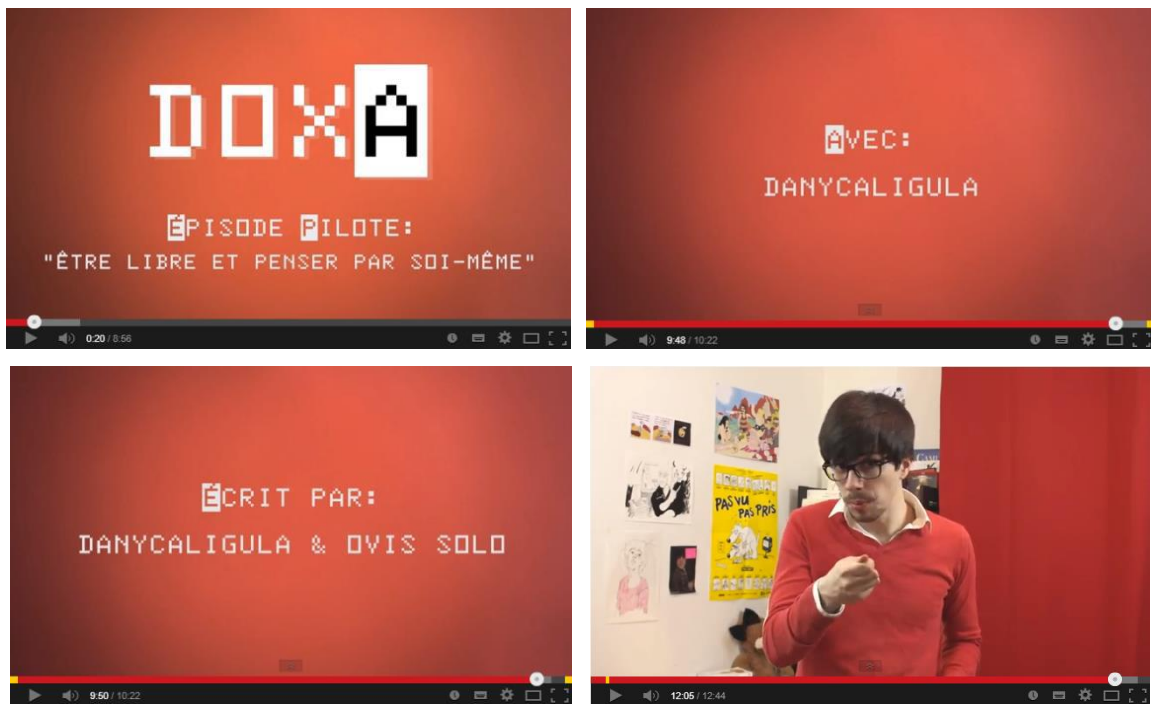 DOXA
ÉPISODE PILOTE:
"ÊTRE LIBRE ET PENSER PAR SOI-MÊME"
0:20 / 8:56
AVEC:
DANYCALIGULA
9:48 / 10:22
ÉCRIT PAR:
DANYCALIGULA & OVIS SOLO
9:50 / 10:22
PAS VU
PAS PRIS
12:05 / 12:44